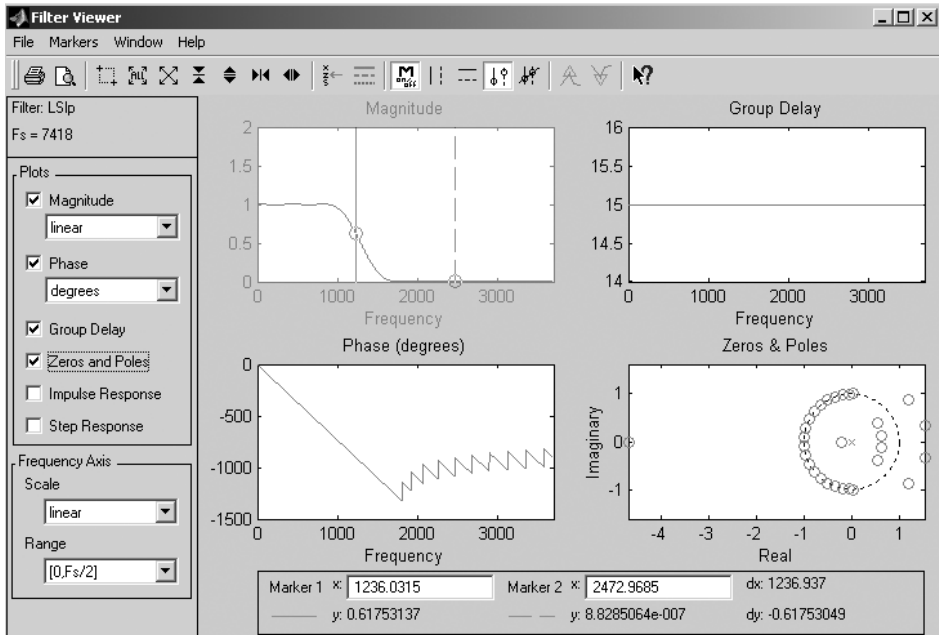 Filter Viewer
File Markers Window Help
Filter: LSlp
Fs = 7418
Plots
Magnitude
linear
Phase
degrees
Group Delay
Zeros and Poles
Impulse Response
Step Response
Frequency Axis
Scale
linear
Range
[0,Fs/2]
Magnitude
2
1.5
1
0.5
0
0 1000 2000 3000
Frequency
Group Delay
16
15.5
15
14.5
14
0 1000 2000 3000
Frequency
Phase (degrees)
0
-500
-1000
-1500
0 1000 2000 3000
Frequency
Zeros & Poles
Imaginary
1
0
-1
-4 -3 -2 -1 0 1
Real
Marker 1 x: 1236.0315 Marker 2 x: 2472.9685 dx: 1236.937
y: 0.61753137 y: 8.8285064e-007 dy: -0.61753049